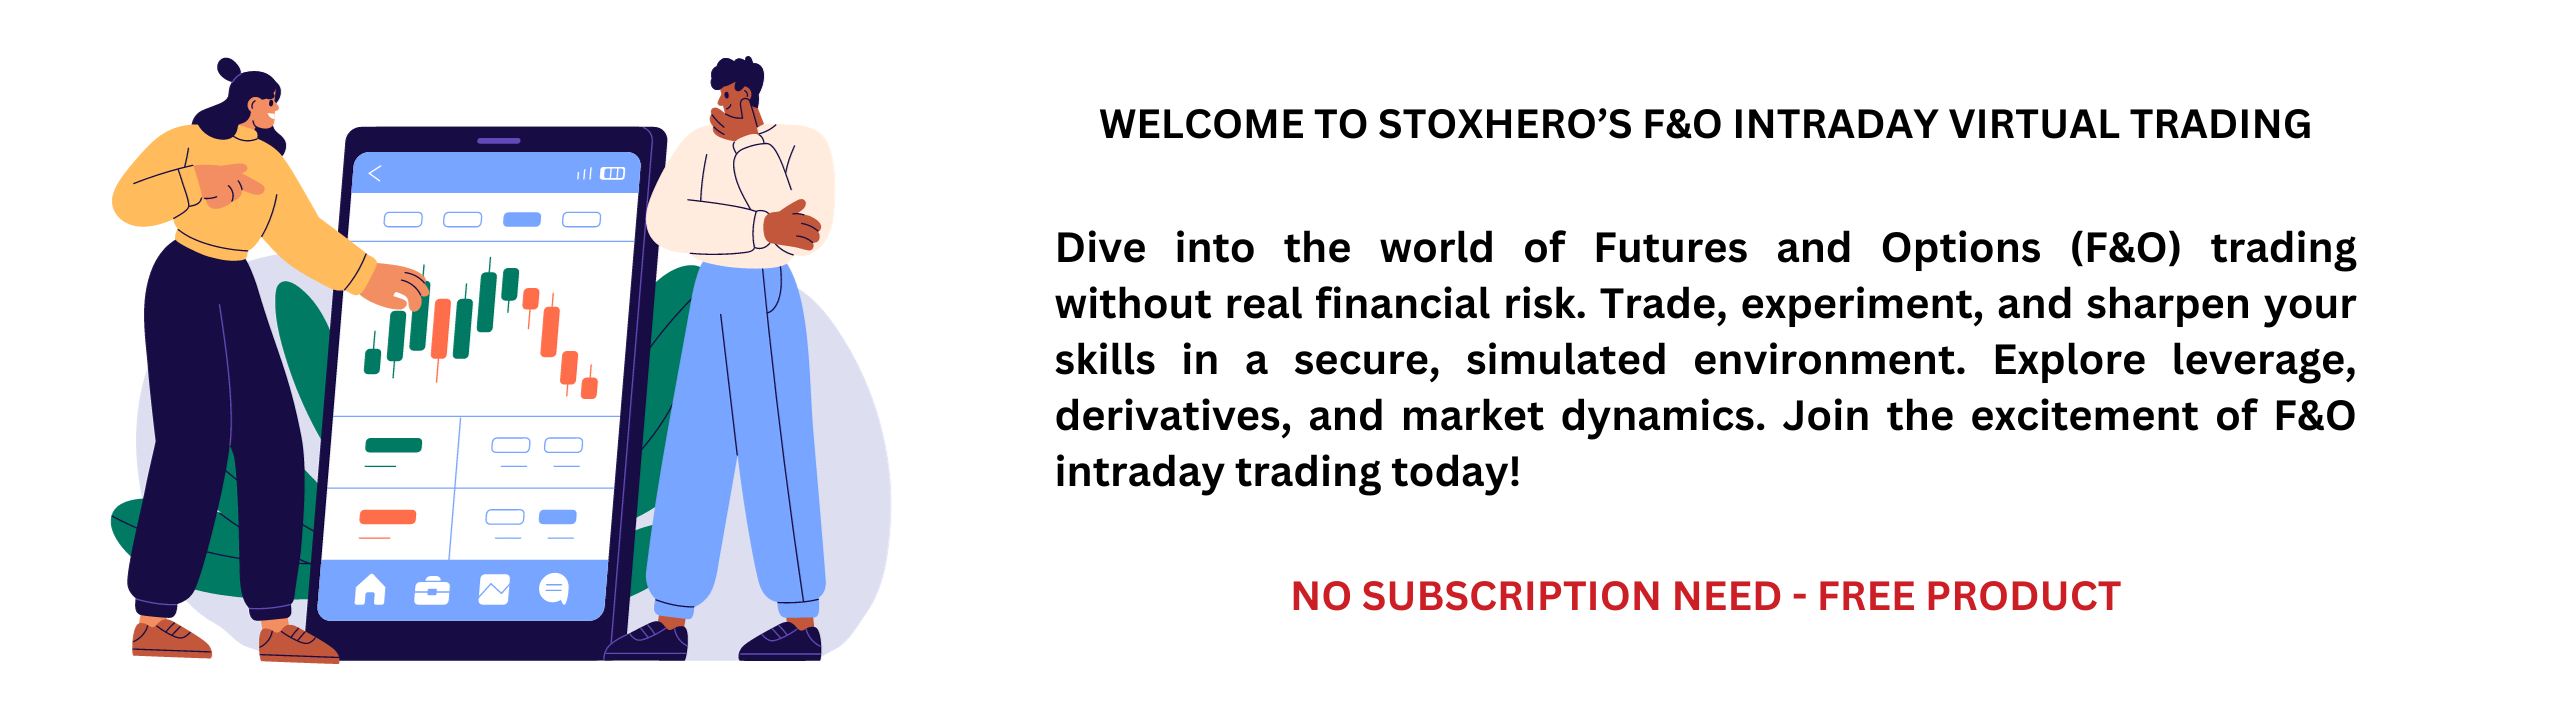 WELCOME TO STOXHERO’S F&O INTRADAY VIRTUAL TRADING
Dive into the world of Futures and Options (F&O) trading
without real financial risk. Trade, experiment, and sharpen your
skills in a secure, simulated environment. Explore leverage,
derivatives, and market dynamics. Join the excitement of F&O
intraday trading today!
NO SUBSCRIPTION NEED - FREE PRODUCT